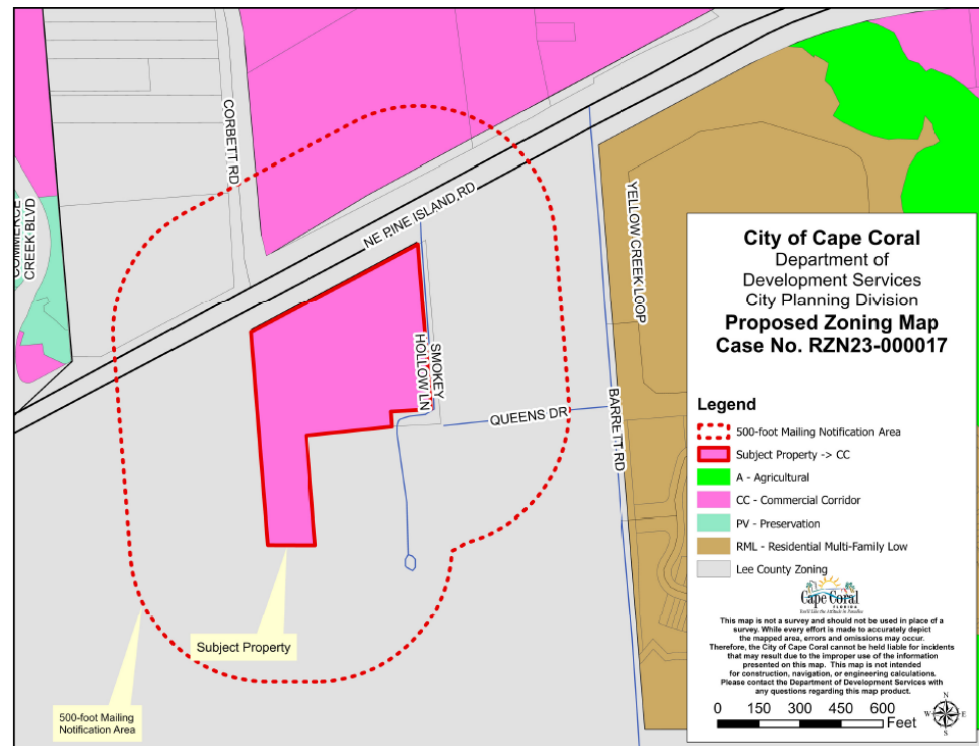 CORBETT RD
NE PINE ISLAND RD
COMMERCE
CREEK BLVD
YELLOW CREEK LOOP
SMOKEY
HOLLOW LN
QUEENS DR
BARRETT RD
Subject Property
500-foot Mailing
Notification Area
City of Cape Coral
Department of
Development Services
City Planning Division
Proposed Zoning Map
Case No. RZN23-000017
Legend
500-foot Mailing Notification Area
Subject Property -> CC
A - Agricultural
CC - Commercial Corridor
PV - Preservation
RML - Residential Multi-Family Low
Lee County Zoning
Cape Coral
FLORIDA
This map is not a survey and should not be used in place of a
survey. While every effort is made to accurately depict
the mapped area, errors and omissions may occur.
Therefore, the City of Cape Coral cannot be held liable for incidents
that may result due to the improper use of the information
presented on this map. This map is not intended
for construction, navigation, or engineering calculations.
Please contact the Department of Development Services with
any questions regarding this map product.
0 150 300 450 600
Feet
N
W E
S